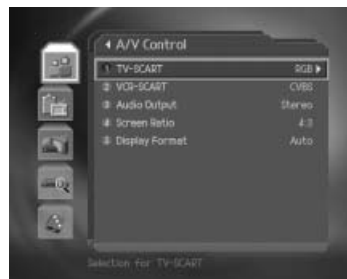 A/V Control
1 TV-SCART RGB
2 VCR-SCART CVBS
3 Audio Output Stereo
4 Screen Ratio 4:3
5 Display Format Auto
Selection for TV-SCART